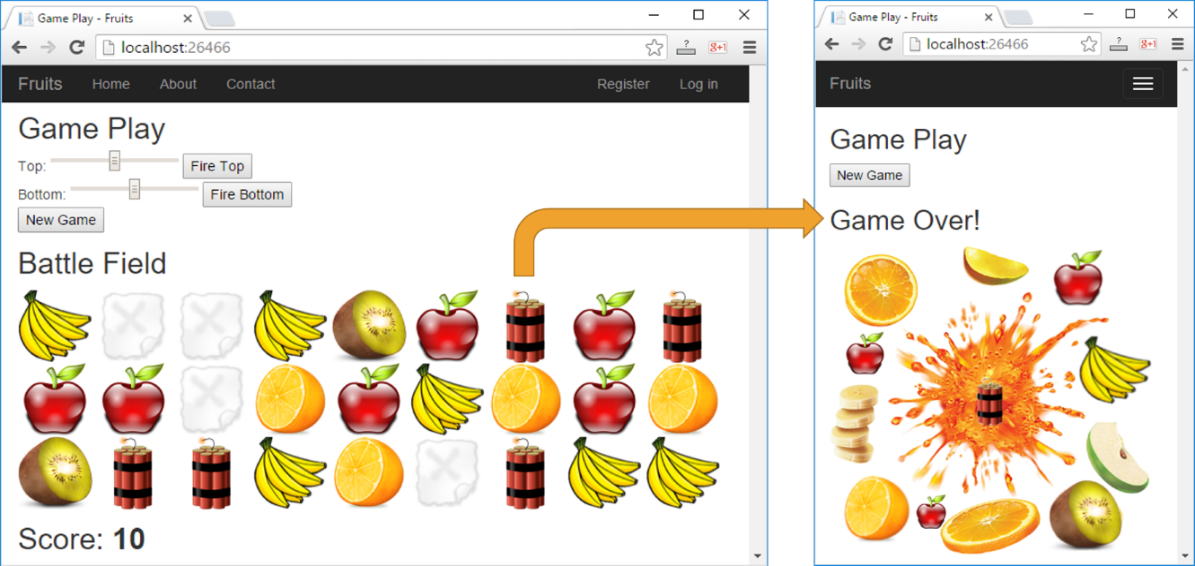 Game Play - Fruits
localhost:26466
Fruits Home About Contact Register Log in
Game Play
Top: Fire Top
Bottom: Fire Bottom
New Game
Battle Field
Score: 10
Game Play - Fruits
localhost:26466
Fruits
Game Play
New Game
Game Over!